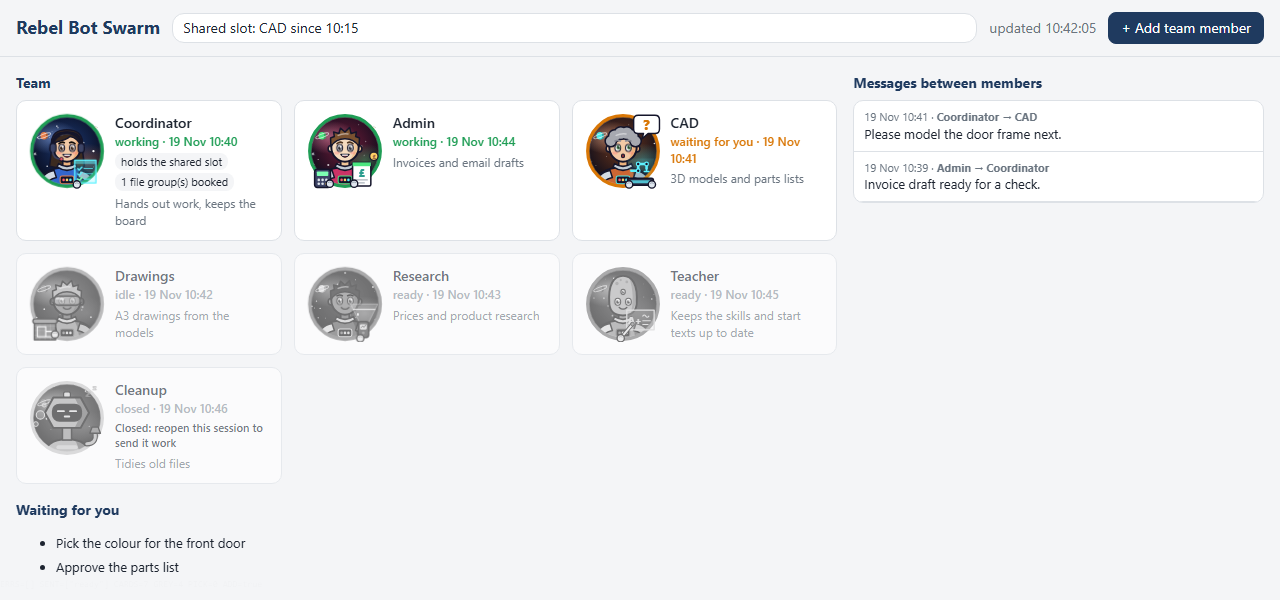 Rebel Bot Swarm
Shared slot: CAD since 10:15
updated 10:42:05
+ Add team member
Team
Coordinator
working · 19 Nov 10:40
holds the shared slot
1 file group(s) booked
Hands out work, keeps the
board
Admin
working · 19 Nov 10:44
Invoices and email drafts
£
?
CAD
waiting for you · 19 Nov
10:41
3D models and parts lists
Drawings
idle · 19 Nov 10:42
A3 drawings from the
models
Research
ready · 19 Nov 10:43
Prices and product research
Teacher
ready · 19 Nov 10:45
Keeps the skills and start
texts up to date
Cleanup
closed · 19 Nov 10:46
Closed: reopen this session to
send it work
Tidies old files
Waiting for you
• Pick the colour for the front door
• Approve the parts list
Messages between members
19 Nov 10:41 · Coordinator → CAD
Please model the door frame next.
19 Nov 10:39 · Admin → Coordinator
Invoice draft ready for a check.